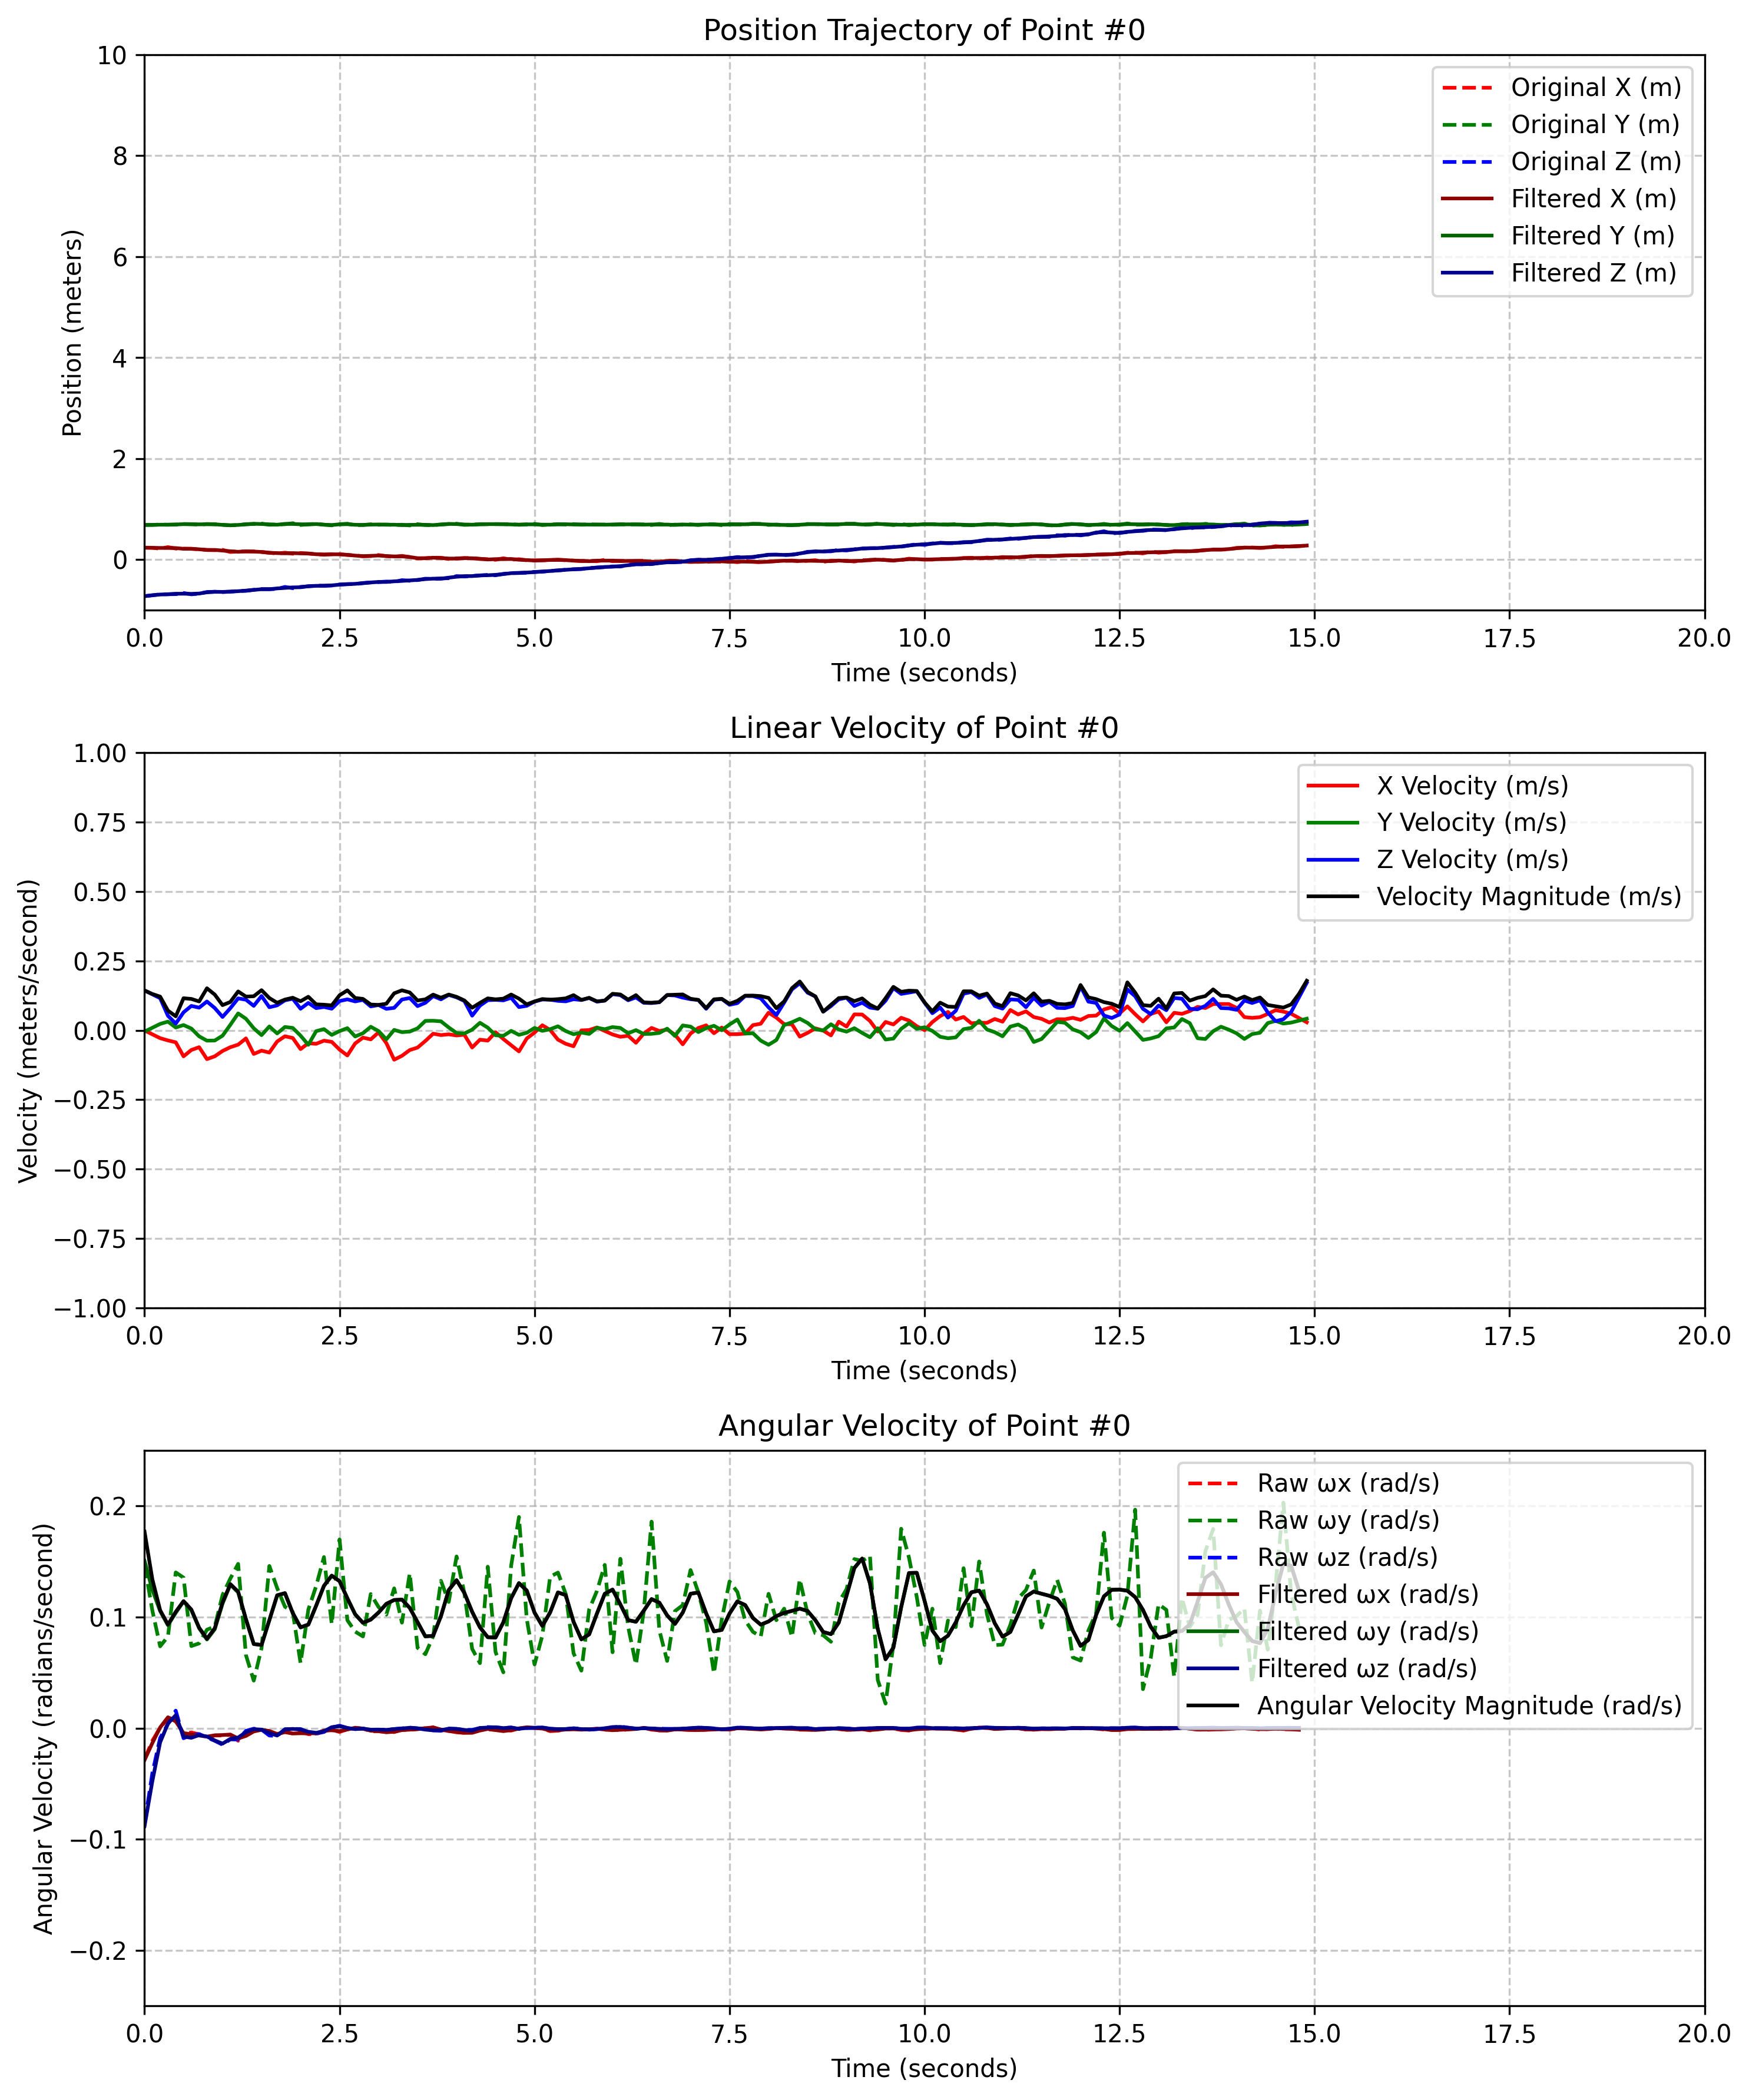 Position Trajectory of Point #0
10
8
6
4
2
0
Position (meters)
Original X (m)
Original Y (m)
Original Z (m)
Filtered X (m)
Filtered Y (m)
Filtered Z (m)
0.0 2.5 5.0 7.5 10.0 12.5 15.0 17.5 20.0
Time (seconds)
Linear Velocity of Point #0
1.00
0.75
0.50
0.25
0.00
−0.25
−0.50
−0.75
−1.00
Velocity (meters/second)
X Velocity (m/s)
Y Velocity (m/s)
Z Velocity (m/s)
Velocity Magnitude (m/s)
0.0 2.5 5.0 7.5 10.0 12.5 15.0 17.5 20.0
Time (seconds)
Angular Velocity of Point #0
0.2
0.1
0.0
−0.1
−0.2
Angular Velocity (radians/second)
Raw ωx (rad/s)
Raw ωy (rad/s)
Raw ωz (rad/s)
Filtered ωx (rad/s)
Filtered ωy (rad/s)
Filtered ωz (rad/s)
Angular Velocity Magnitude (rad/s)
0.0 2.5 5.0 7.5 10.0 12.5 15.0 17.5 20.0
Time (seconds)